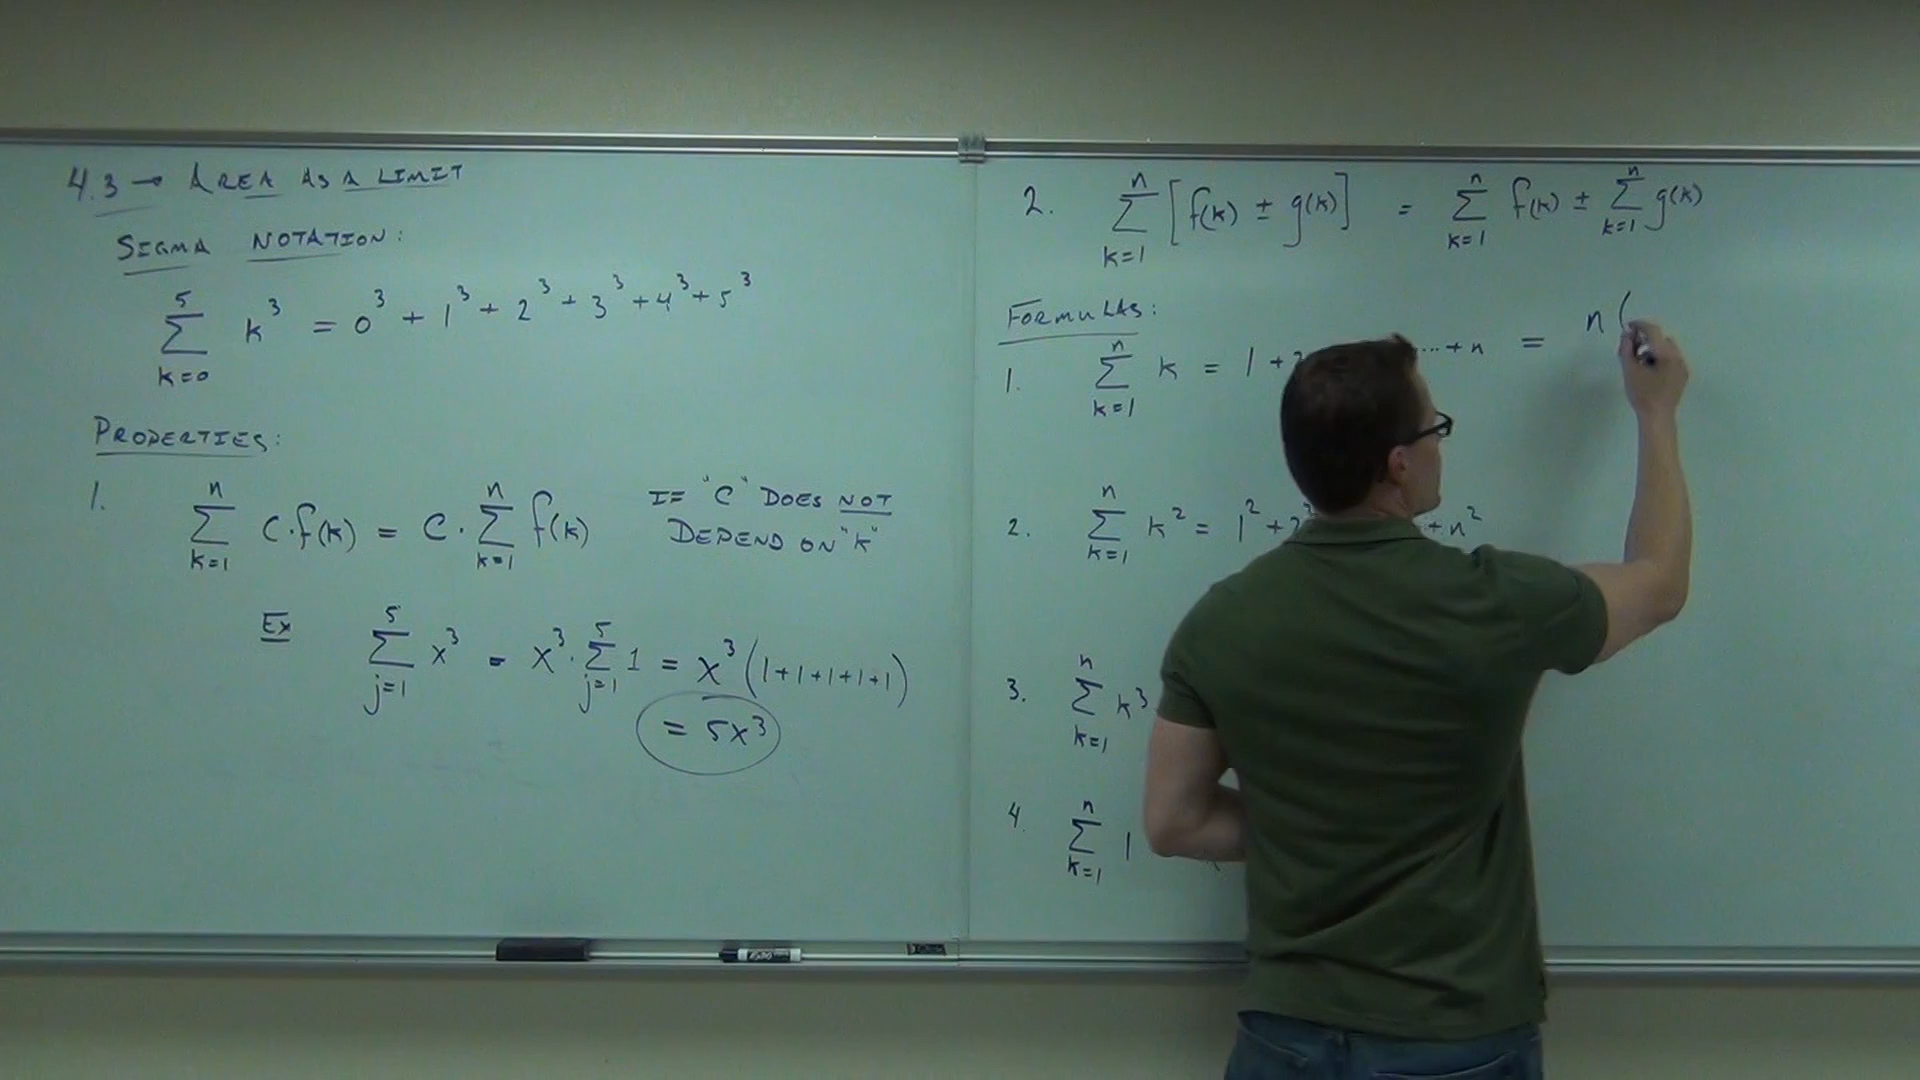 4.3 → AREA AS A LIMIT
SIGMA NOTATION:
5
∑ k³ = 0³ + 1³ + 2³ + 3³ + 4³ + 5³
k=0
PROPERTIES:
1.
n n
∑ C·f(k) = C·∑ f(k) IF "C" DOES NOT
k=1 k=1 DEPEND ON "K"
Ex
5 5
∑ x³ = x³·∑ 1 = x³(1+1+1+1+1)
j=1 j=1
= 5x³
n n n
2. ∑ [f(k) ± g(k)] = ∑ f(k) ± ∑ g(k)
k=1 k=1 k=1
FORMULAS:
n
1. ∑ k = 1 + ... + n = n(
k=1
n
2. ∑ k² = 1² + 2 + n²
k=1
n
3. ∑ k³
k=1
n
4. ∑ 1
k=1